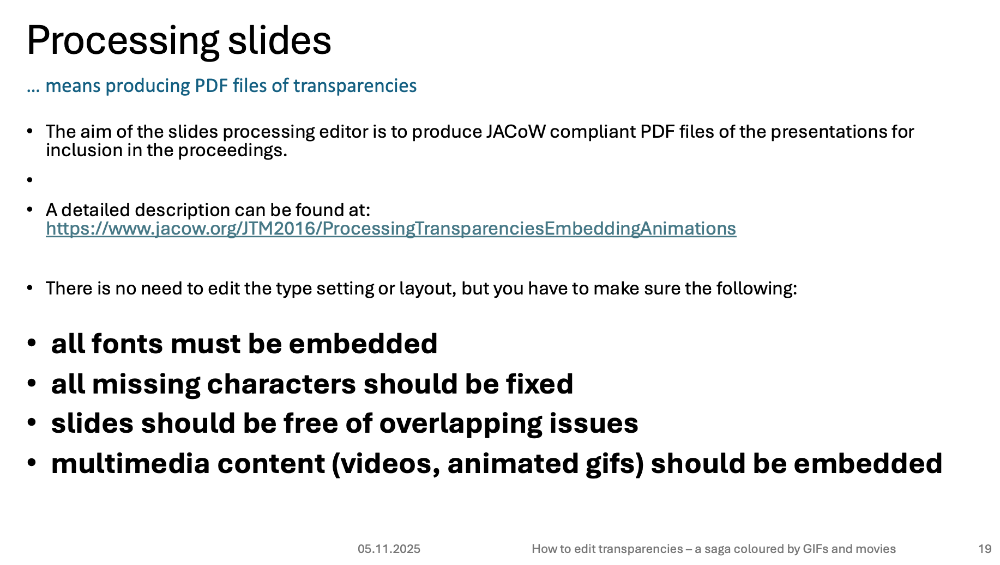 Processing slides
… means producing PDF files of transparencies
• The aim of the slides processing editor is to produce JACoW compliant PDF files of the presentations for
inclusion in the proceedings.
•
• A detailed description can be found at:
https://www.jacow.org/JTM2016/ProcessingTransparenciesEmbeddingAnimations
• There is no need to edit the type setting or layout, but you have to make sure the following:
• all fonts must be embedded
• all missing characters should be fixed
• slides should be free of overlapping issues
• multimedia content (videos, animated gifs) should be embedded
05.11.2025 How to edit transparencies – a saga coloured by GIFs and movies 19